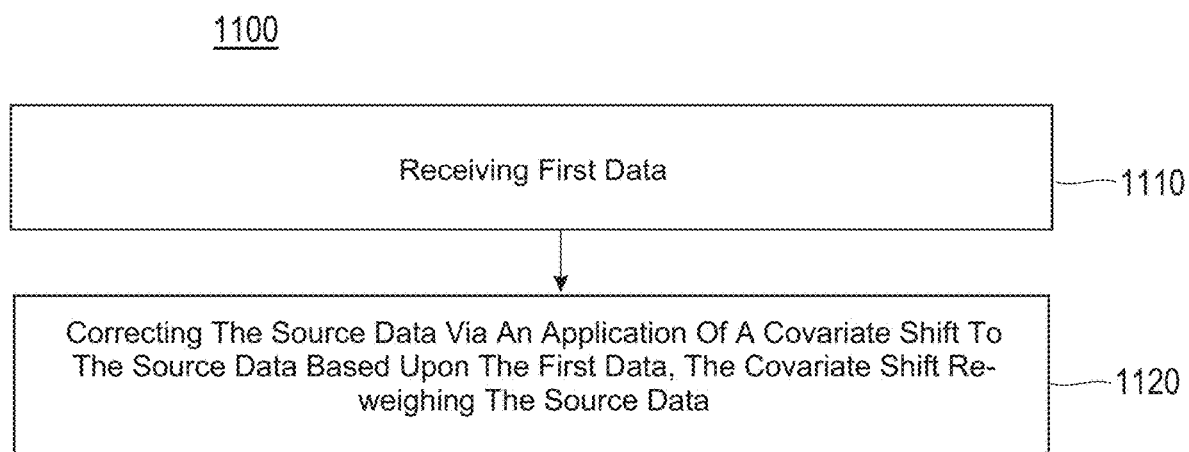 1100
Receiving First Data
1110
Correcting The Source Data Via An Application Of A Covariate Shift To
The Source Data Based Upon The First Data, The Covariate Shift Re-
weighing The Source Data
1120